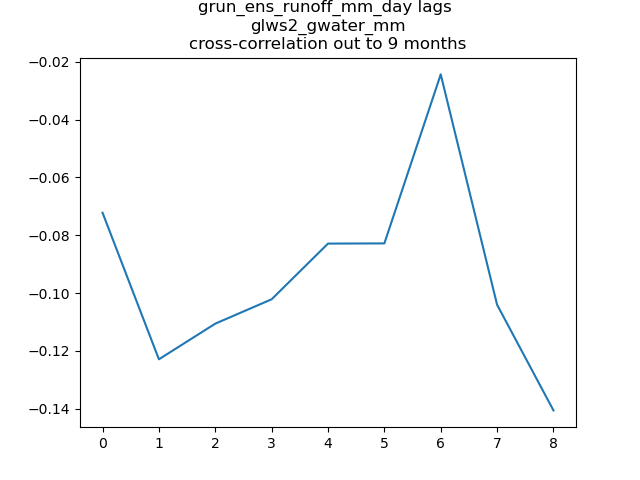 grun_ens_runoff_mm_day lags
glws2_gwater_mm
cross-correlation out to 9 months
−0.02
−0.04
−0.06
−0.08
−0.10
−0.12
−0.14
0 1 2 3 4 5 6 7 8